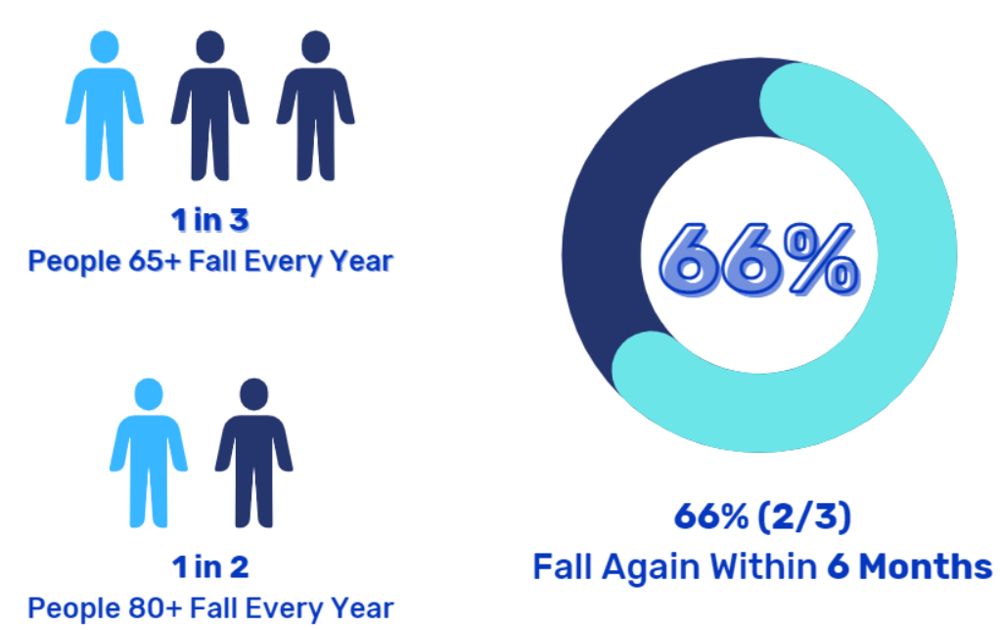 1 in 3
People 65+ Fall Every Year
1 in 2
People 80+ Fall Every Year
66%
66% (2/3)
Fall Again Within 6 Months